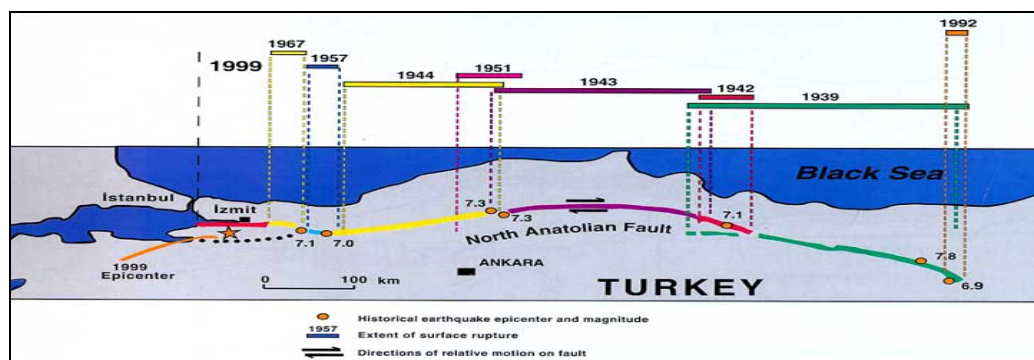 1992
1967
1957
1999
1951
1944
1943
1942
1939
Black Sea
İstanbul
İzmit
7.3
7.3
7.1
7.1
7.0
North Anatolian Fault
1999
Epicenter
7.8
6.9
0 100
km
ANKARA
TURKEY
Historical earthquake epicenter and magnitude
1957
Extent of surface rupture
Directions of relative motion on fault